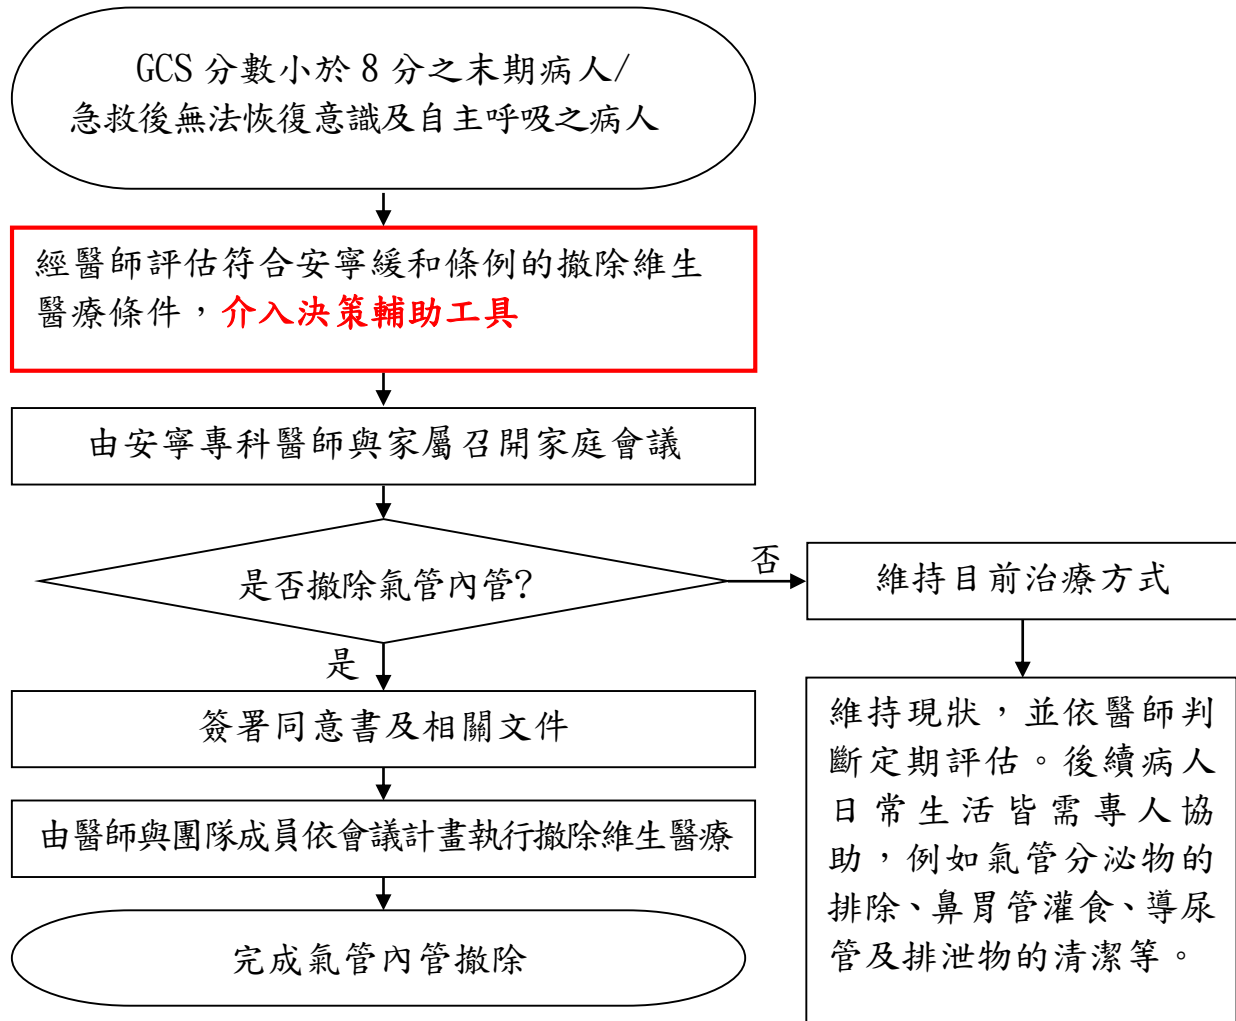 GCS 分數小於 8 分之末期病人/
急救後無法恢復意識及自主呼吸之病人
經醫師評估符合安寧緩和條例的撤除維生
醫療條件，介入決策輔助工具
由安寧專科醫師與家屬召開家庭會議
是否撤除氣管內管?
否
維持目前治療方式
是
簽署同意書及相關文件
由醫師與團隊成員依會議計畫執行撤除維生醫療
完成氣管內管撤除
維持現狀，並依醫師判
斷定期評估。後續病人
日常生活皆需專人協
助，例如氣管分泌物的
排除、鼻胃管灌食、導尿
管及排泄物的清潔等。